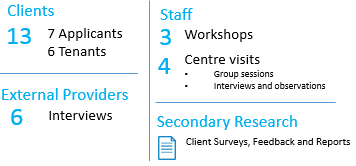 Clients
13 7 Applicants
6 Tenants
External Providers
6 Interviews
Staff
3 Workshops
4 Centre visits
• Group sessions
• Interviews and observations
Secondary Research
Client Surveys, Feedback and Reports